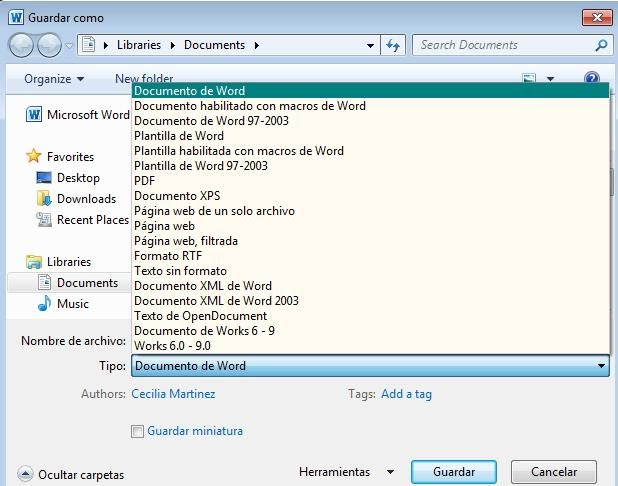 Guardar como
Libraries Documents
Search Documents
Organize New folder
Documento de Word
Documento habilitado con macros de Word
Documento de Word 97-2003
Plantilla de Word
Plantilla habilitada con macros de Word
Plantilla de Word 97-2003
PDF
Documento XPS
Página web de un solo archivo
Página web
Página web, filtrada
Formato RTF
Texto sin formato
Documento XML de Word
Documento XML de Word 2003
Texto de OpenDocument
Documento de Works 6 - 9
Works 6.0 - 9.0
Microsoft Word
Favorites
Desktop
Downloads
Recent Places
Libraries
Documents
Music
Nombre de archivo:
Tipo: Documento de Word
Authors: Cecilia Martinez Tags: Add a tag
Guardar miniatura
Ocultar carpetas Herramientas Guardar Cancelar